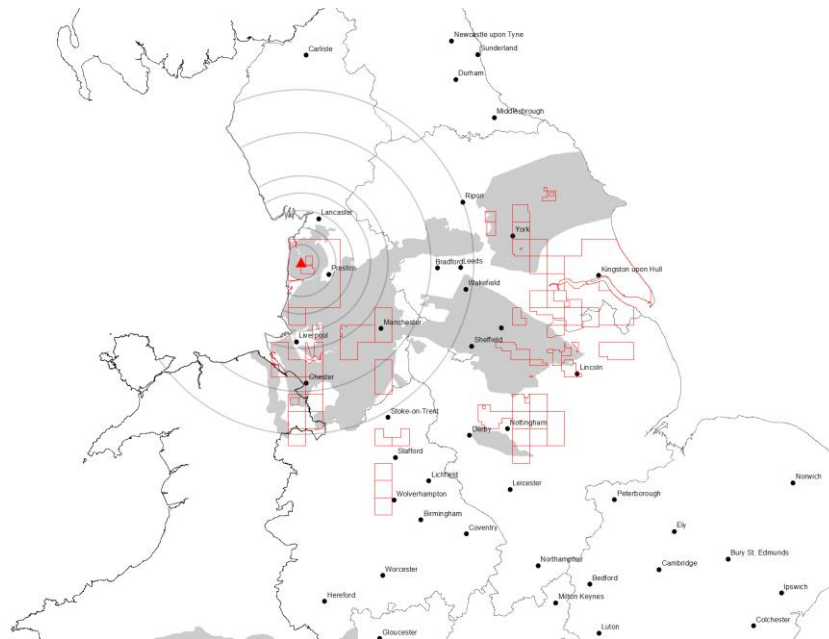 Newcastle upon Tyne
Sunderland
Carlisle
Durham
Middlesbrough
Ripon
Lancaster
York
Bradford
Leeds
Preston
Kingston upon Hull
Wakefield
Manchester
Liverpool
Sheffield
Lincoln
Chester
Stoke-on-Trent
Nottingham
Derby
Stafford
Lichfield
Norwich
Leicester
Wolverhampton
Peterborough
Birmingham
Coventry
Ely
Bury St. Edmunds
Northampton
Cambridge
Worcester
Bedford
Ipswich
Hereford
Milton Keynes
Colchester
Luton
Gloucester